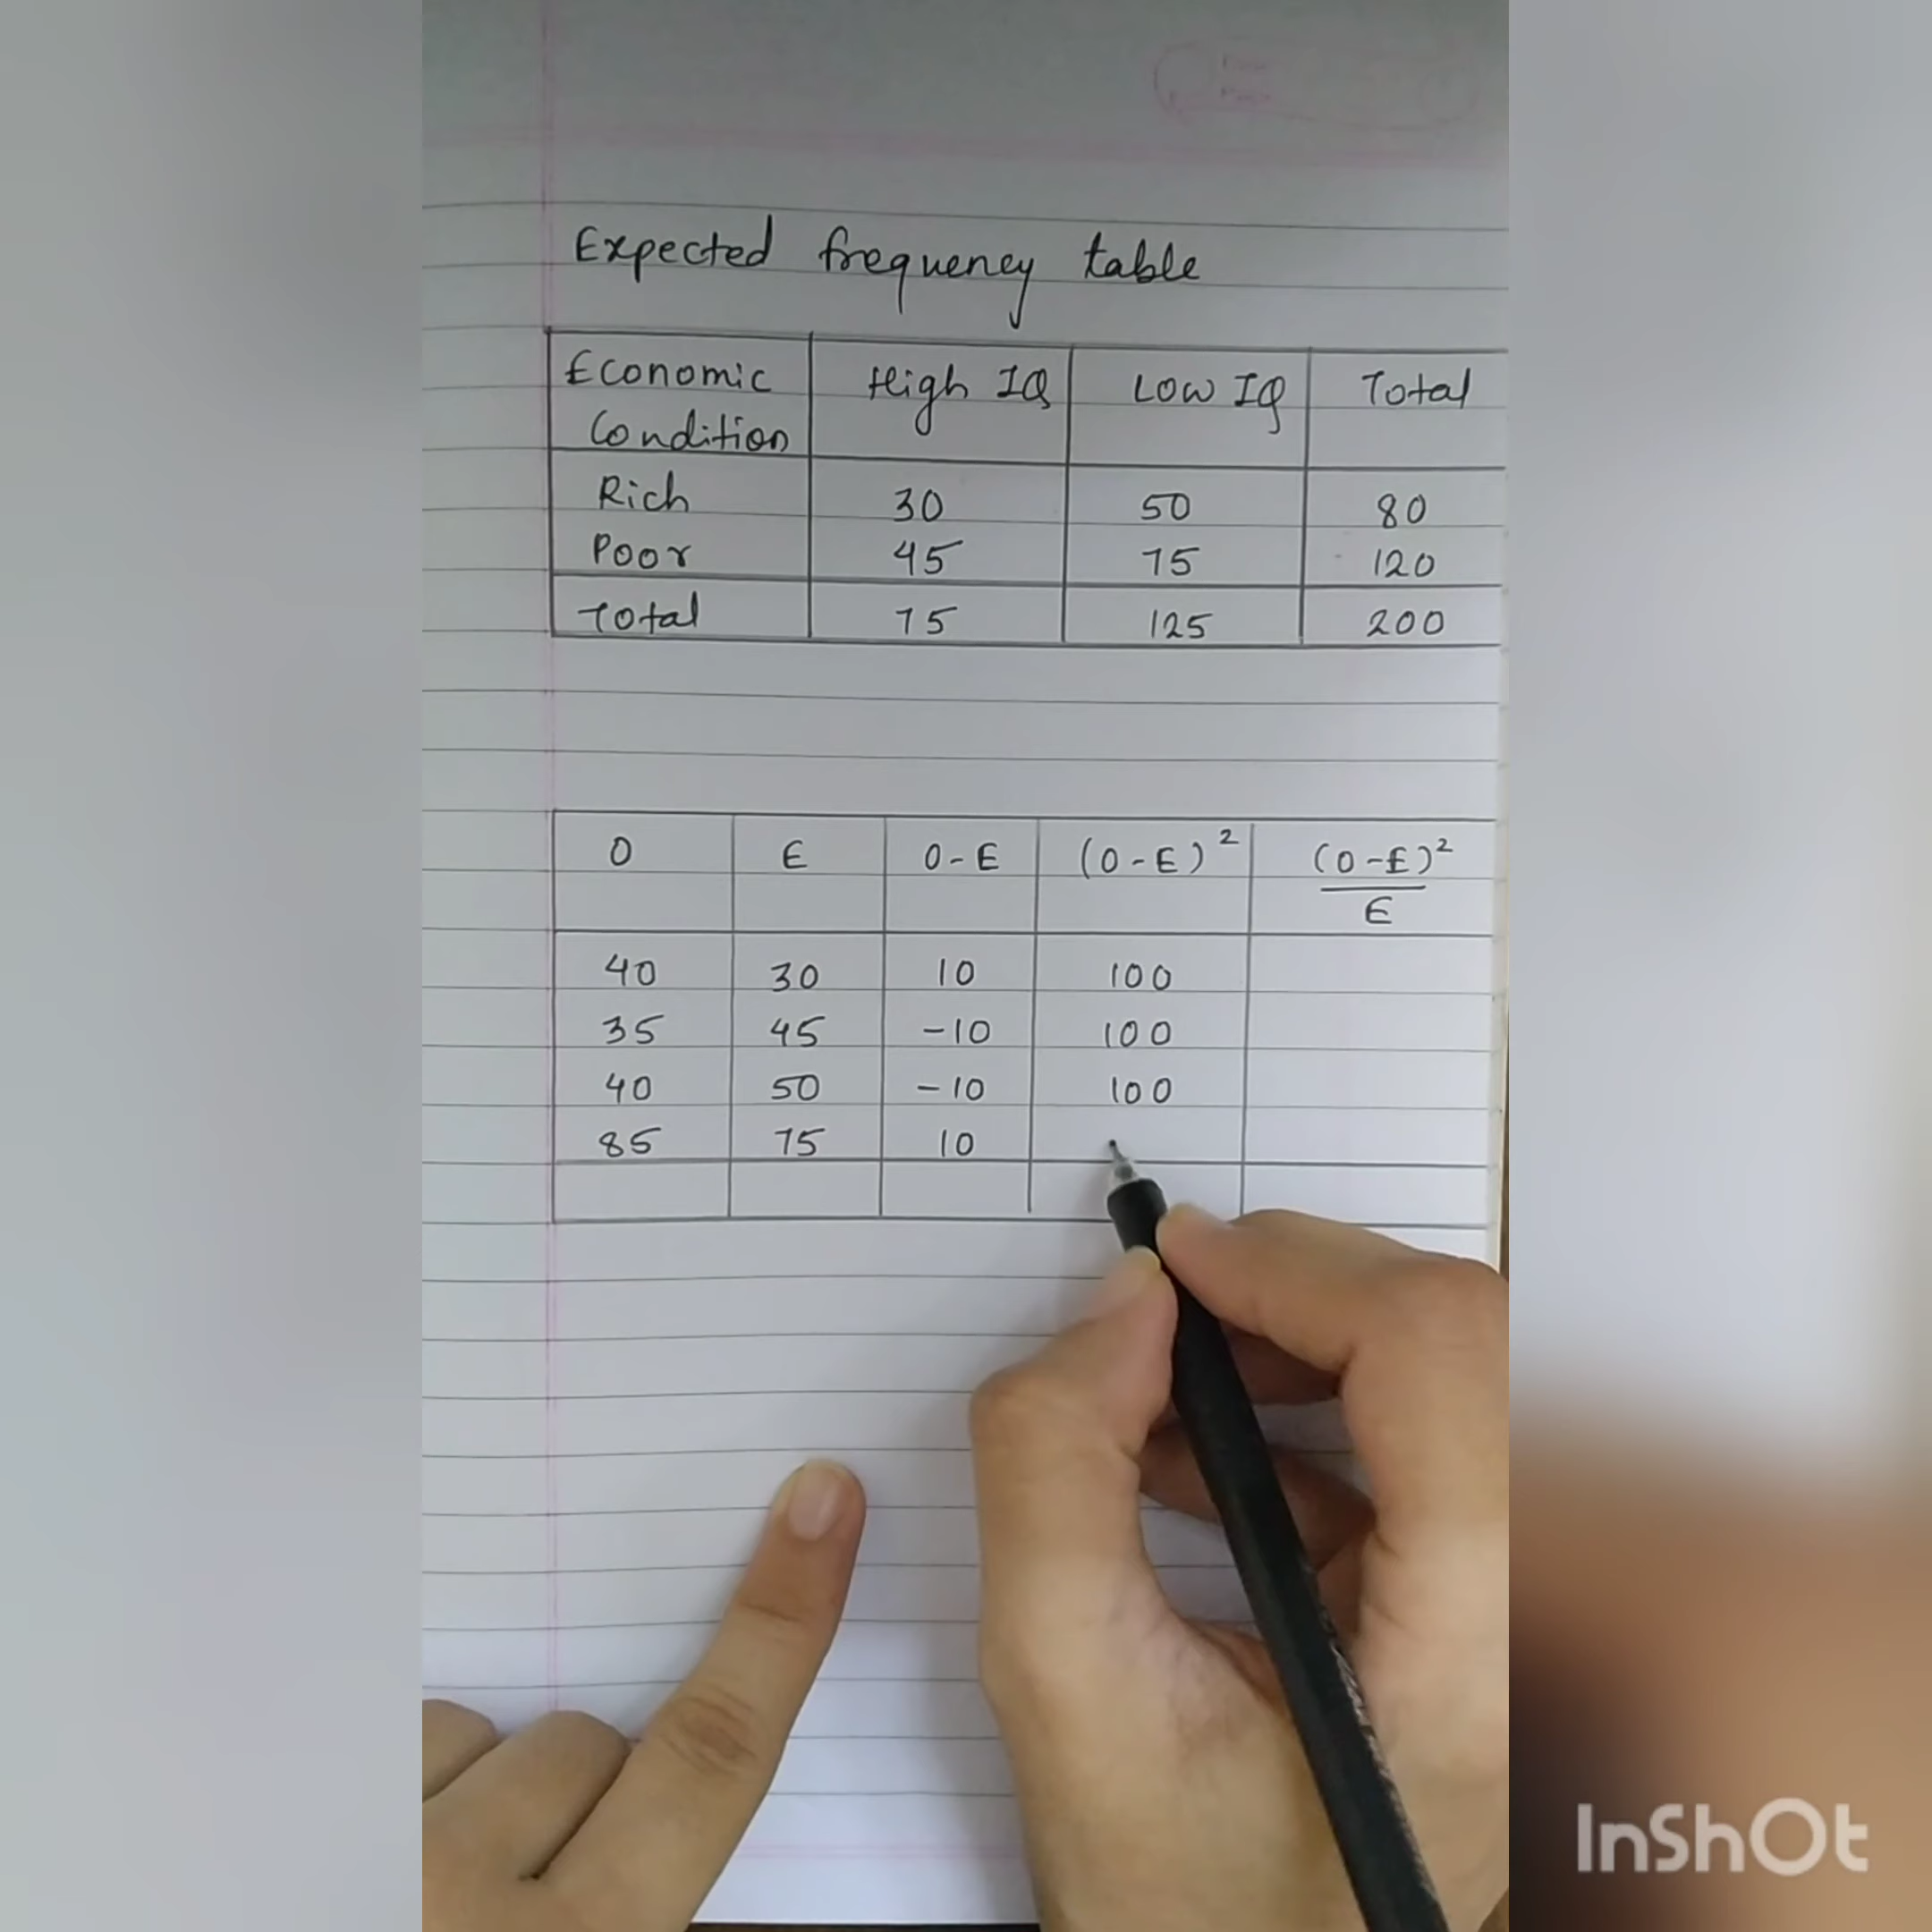 Expected frequency table
Economic Condition High IQ Low IQ Total
Rich 30 50 80
Poor 45 75 120
Total 75 125 200
O E O-E (O-E)² (O-E)²
E
40 30 10 100
35 45 -10 100
40 50 -10 100
85 75 10
InShOt